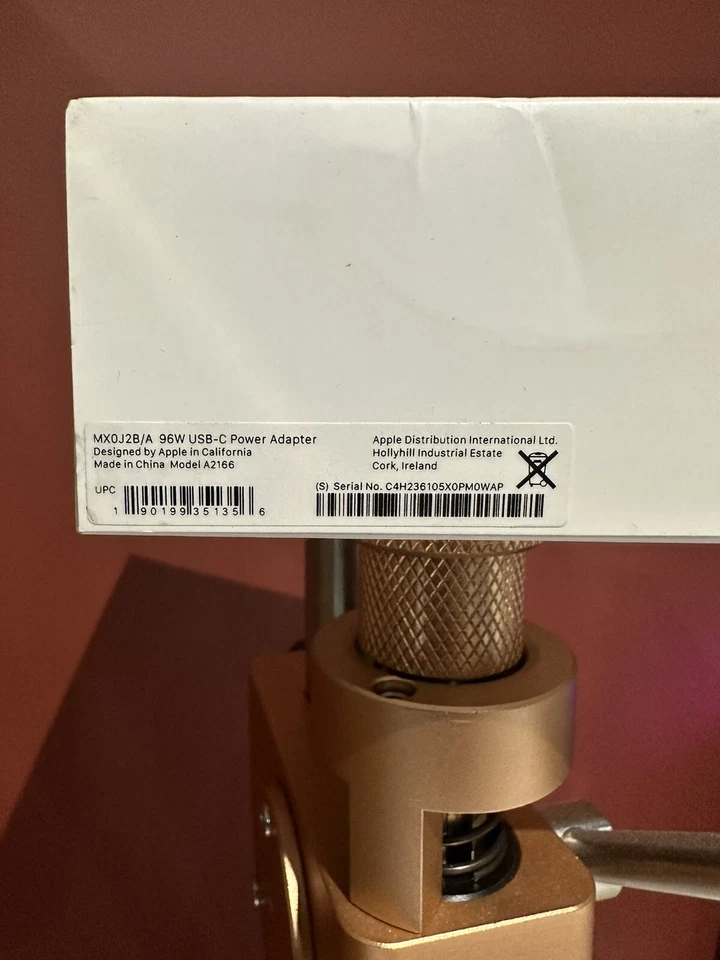 MX0J2B/A 96W USB-C Power Adapter
Designed by Apple in California
Made in China Model A2166
Apple Distribution International Ltd.
Hollyhill Industrial Estate
Cork, Ireland
UPC
1 90199 35135 6
(S) Serial No. C4H236105X0PM0WAP